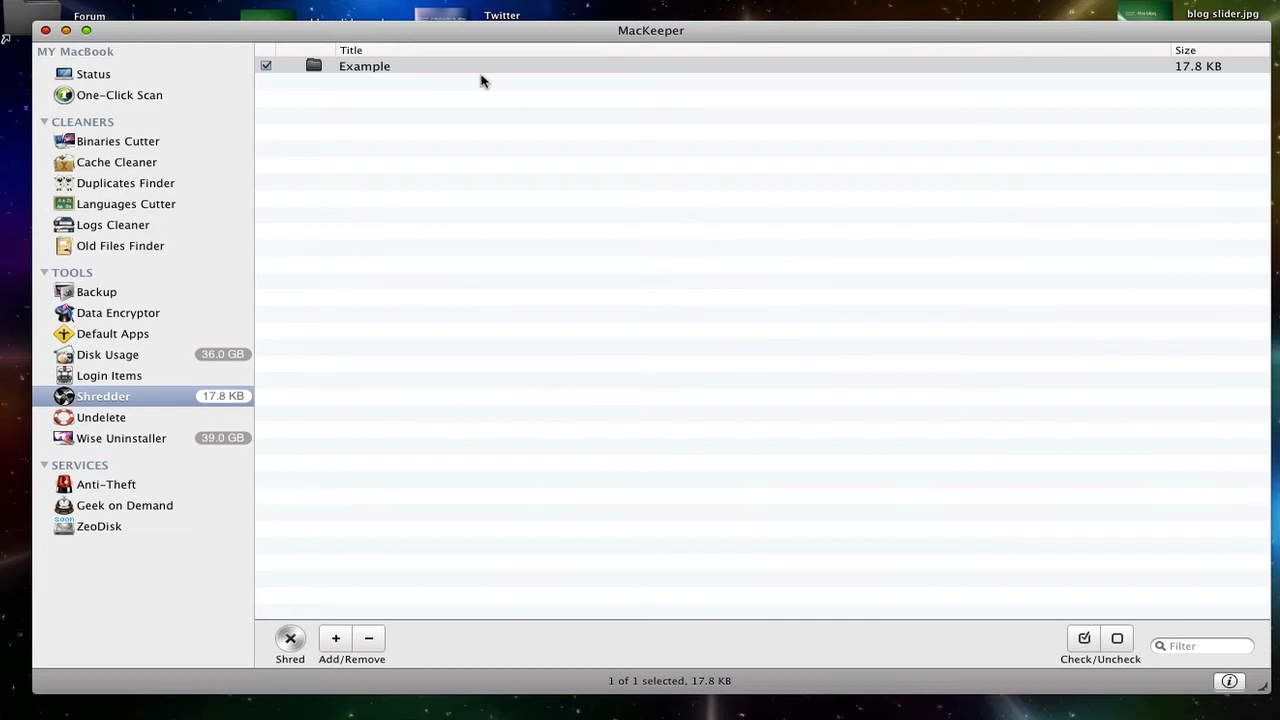 Forum
Twitter
blog slider.jpg
MacKeeper
MY MacBook
Status
One-Click Scan
CLEANERS
Binaries Cutter
Cache Cleaner
Duplicates Finder
Languages Cutter
Logs Cleaner
Old Files Finder
TOOLS
Backup
Data Encryptor
Default Apps
Disk Usage 36.0 GB
Login Items
Shredder 17.8 KB
Undelete
Wise Uninstaller 39.0 GB
SERVICES
Anti-Theft
Geek on Demand
SOON
ZeoDisk
Title Size
Example 17.8 KB
Shred
Add/Remove
Check/Uncheck
Filter
1 of 1 selected, 17.8 KB